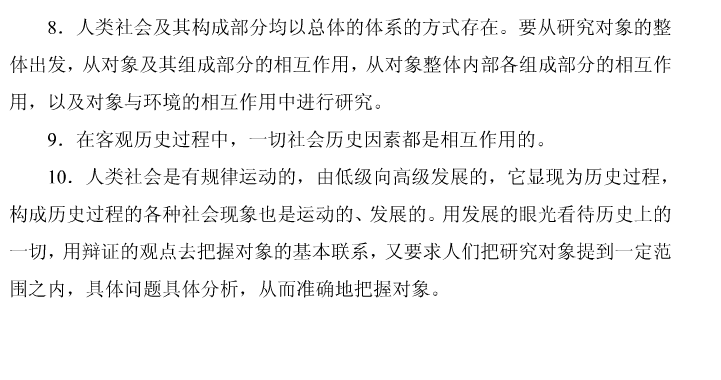 8．人类社会及其构成部分均以总体的体系的方式存在。要从研究对象的整
体出发，从对象及其组成部分的相互作用，从对象整体内部各组成部分的相互作
用，以及对象与环境的相互作用中进行研究。
9．在客观历史过程中，一切社会历史因素都是相互作用的。
10．人类社会是有规律运动的，由低级向高级发展的，它显现为历史过程，
构成历史过程的各种社会现象也是运动的、发展的。用发展的眼光看待历史上的
一切，用辩证的观点去把握对象的基本联系，又要求人们把研究对象提到一定范
围之内，具体问题具体分析，从而准确地把握对象。